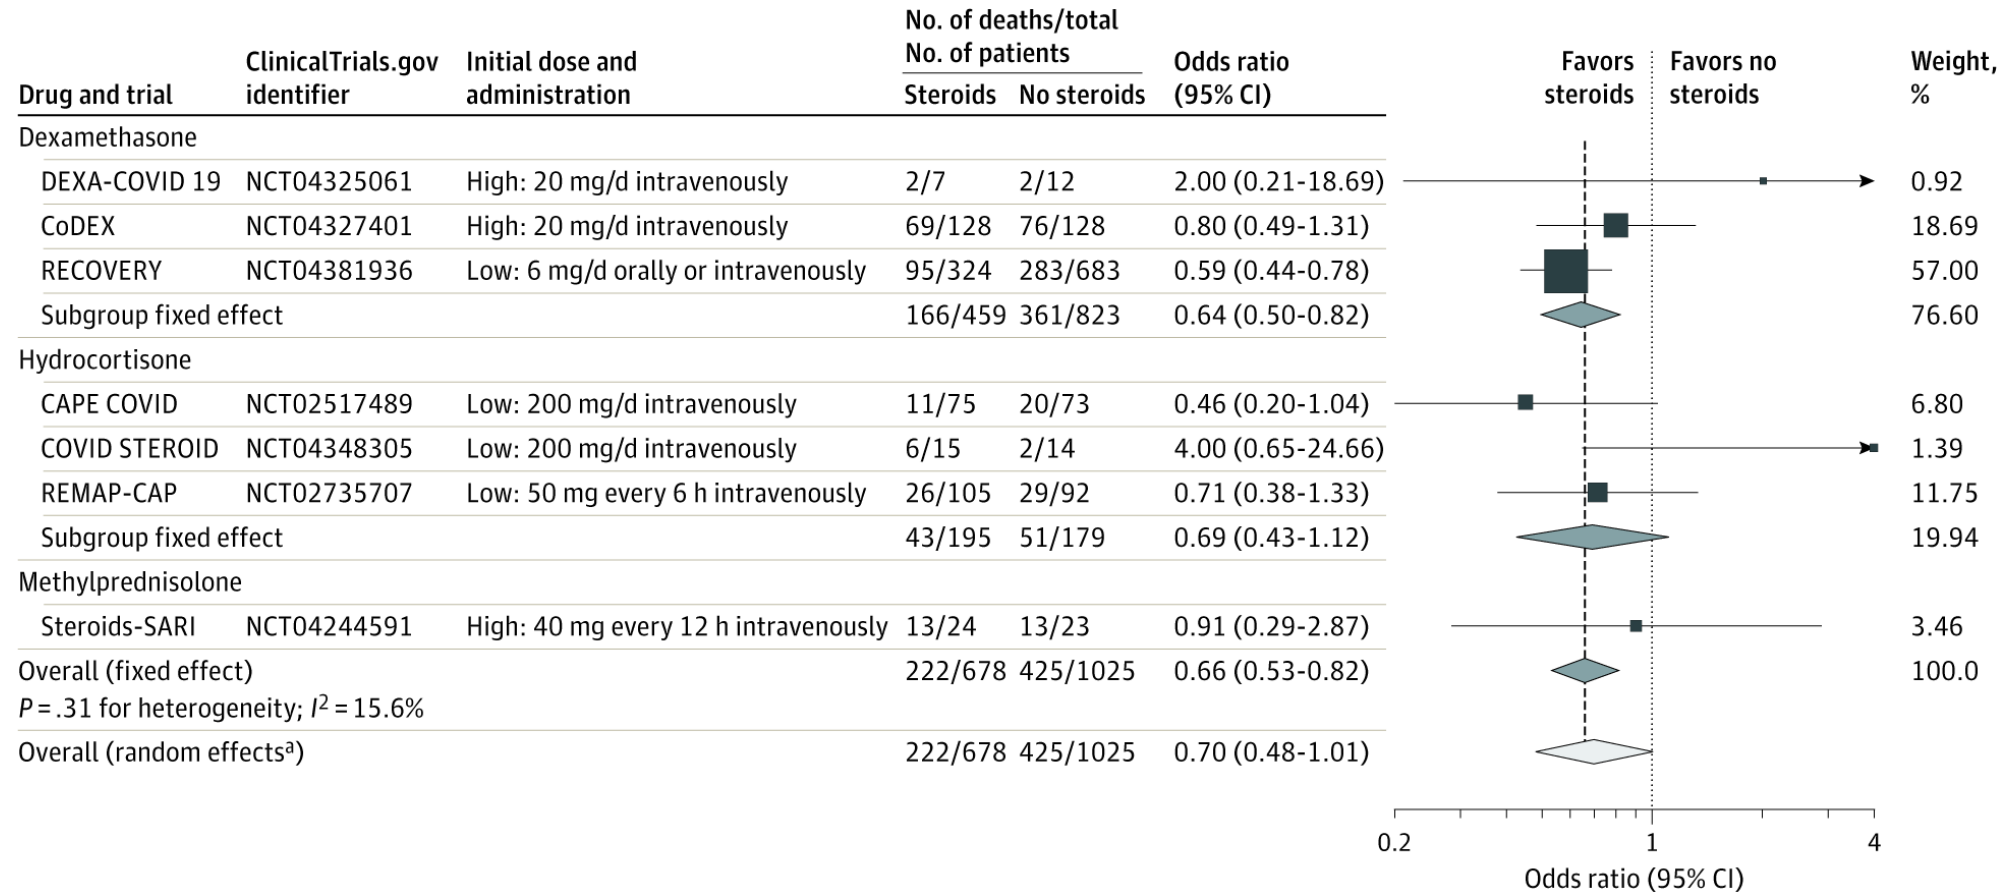 No. of deaths/total
No. of patients
Drug and trial ClinicalTrials.gov identifier Initial dose and administration Steroids No steroids Odds ratio (95% CI) Favors steroids Favors no steroids Weight, %
Dexamethasone
DEXA-COVID 19 NCT04325061 High: 20 mg/d intravenously 2/7 2/12 2.00 (0.21-18.69) 0.92
CoDEX NCT04327401 High: 20 mg/d intravenously 69/128 76/128 0.80 (0.49-1.31) 18.69
RECOVERY NCT04381936 Low: 6 mg/d orally or intravenously 95/324 283/683 0.59 (0.44-0.78) 57.00
Subgroup fixed effect 166/459 361/823 0.64 (0.50-0.82) 76.60
Hydrocortisone
CAPE COVID NCT02517489 Low: 200 mg/d intravenously 11/75 20/73 0.46 (0.20-1.04) 6.80
COVID STEROID NCT04348305 Low: 200 mg/d intravenously 6/15 2/14 4.00 (0.65-24.66) 1.39
REMAP-CAP NCT02735707 Low: 50 mg every 6 h intravenously 26/105 29/92 0.71 (0.38-1.33) 11.75
Subgroup fixed effect 43/195 51/179 0.69 (0.43-1.12) 19.94
Methylprednisolone
Steroids-SARI NCT04244591 High: 40 mg every 12 h intravenously 13/24 13/23 0.91 (0.29-2.87) 3.46
Overall (fixed effect) 222/678 425/1025 0.66 (0.53-0.82) 100.0
P = .31 for heterogeneity; I2 = 15.6%
Overall (random effectsa) 222/678 425/1025 0.70 (0.48-1.01)
0.2 1 4
Odds ratio (95% CI)